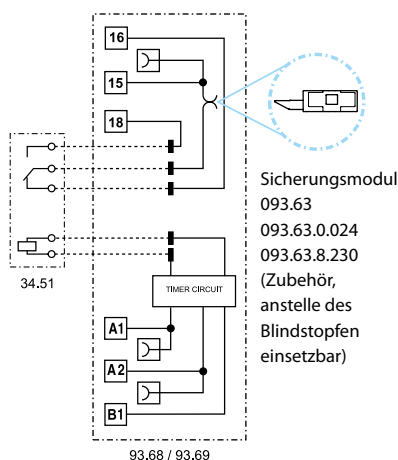 16
15
18
34.51
TIMER CIRCUIT
A1
A2
B1
93.68 / 93.69
Sicherungsmodul
093.63
093.63.0.024
093.63.8.230
(Zubehör,
anstelle des
Blindstopfen
einsetzbar)